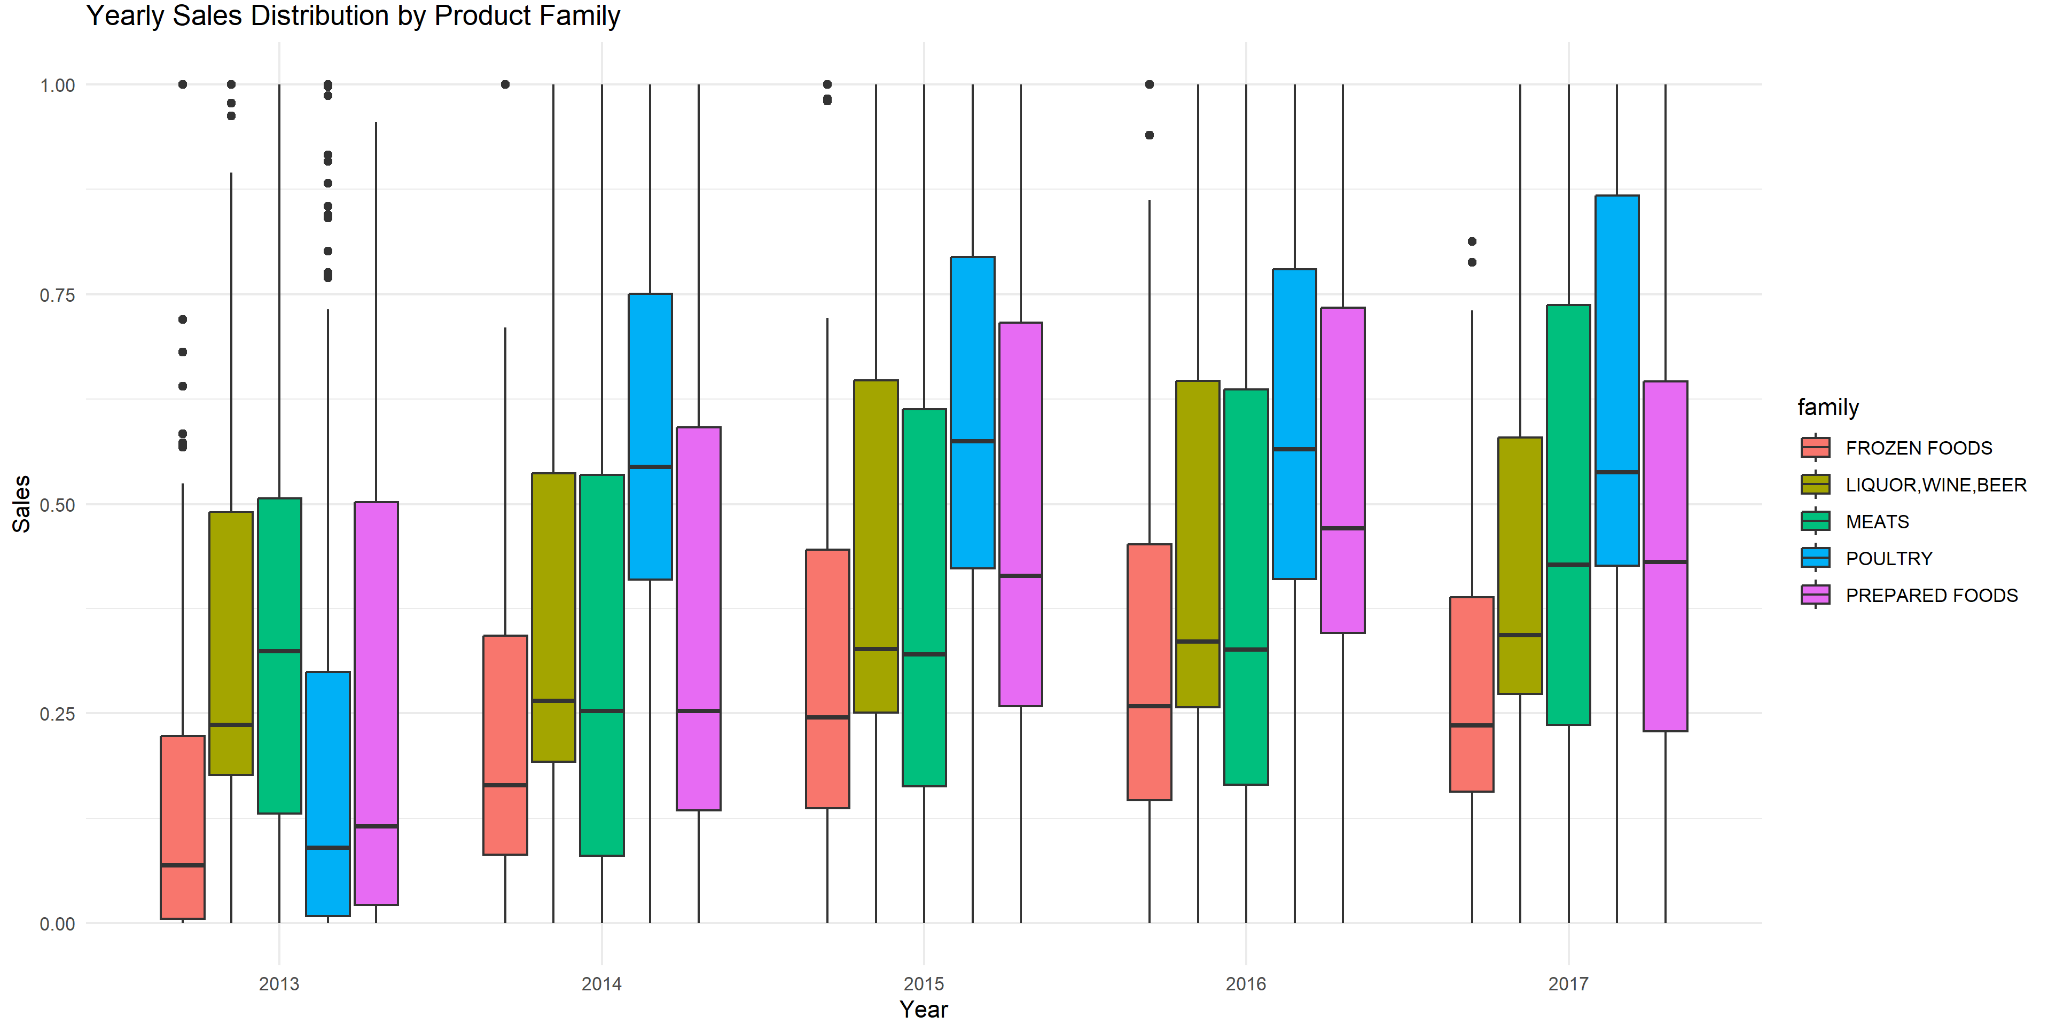 Yearly Sales Distribution by Product Family
1.00
0.75
0.50
0.25
0.00
Sales
2013
2014
2015
2016
2017
Year
family
FROZEN FOODS
LIQUOR,WINE,BEER
MEATS
POULTRY
PREPARED FOODS